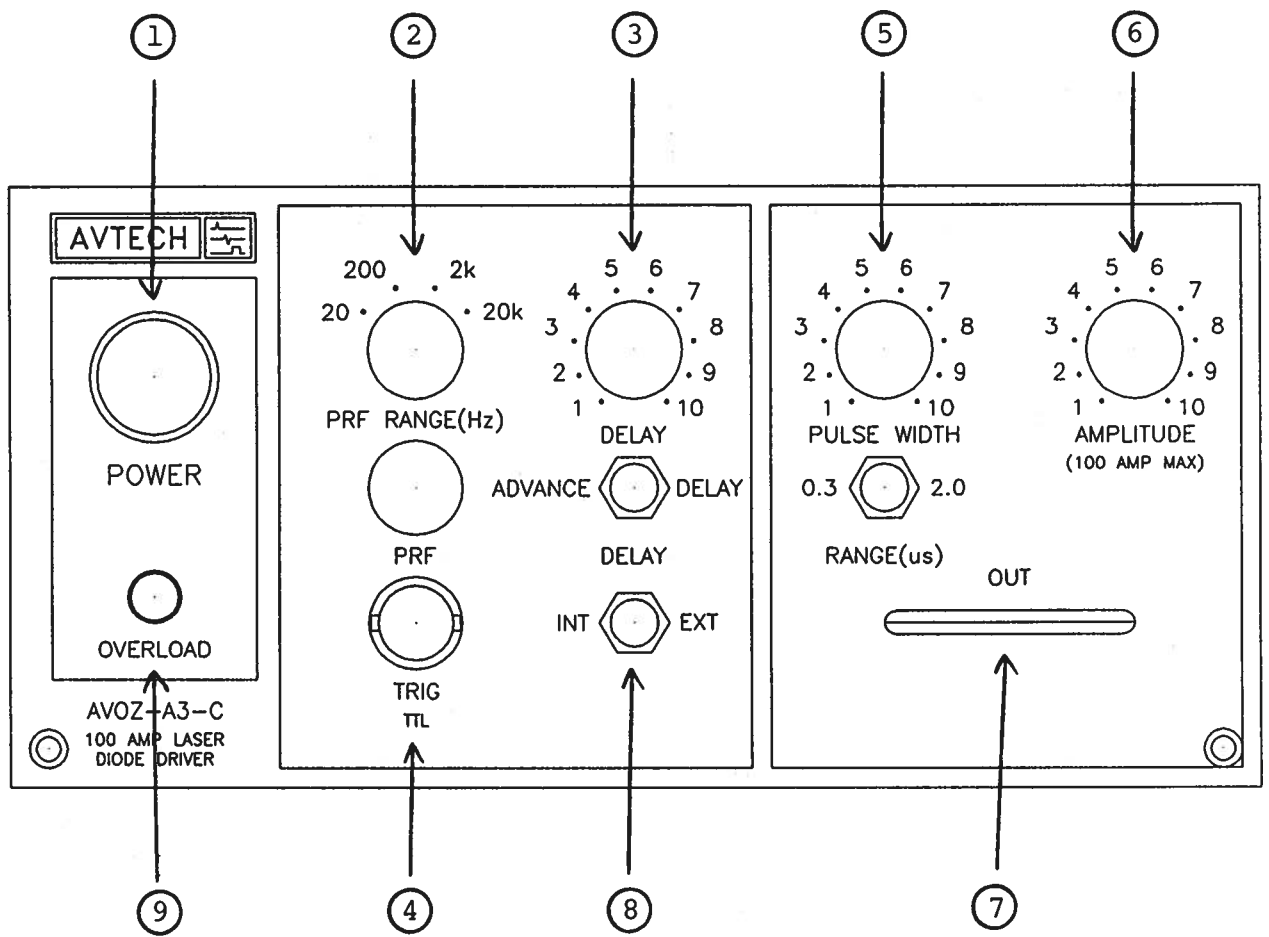 1 2 3 5 6
AVTECH
POWER
OVERLOAD
AVOZ-A3-C
100 AMP LASER
DIODE DRIVER
20 200 2k 20k
PRF RANGE(Hz)
PRF
TRIG
TTL
1 2 3 4 5 6 7 8 9 10
DELAY
ADVANCE DELAY
DELAY
INT EXT
1 2 3 4 5 6 7 8 9 10
PULSE WIDTH
0.3 2.0
RANGE(us)
1 2 3 4 5 6 7 8 9 10
AMPLITUDE
(100 AMP MAX)
OUT
9 4 8 7